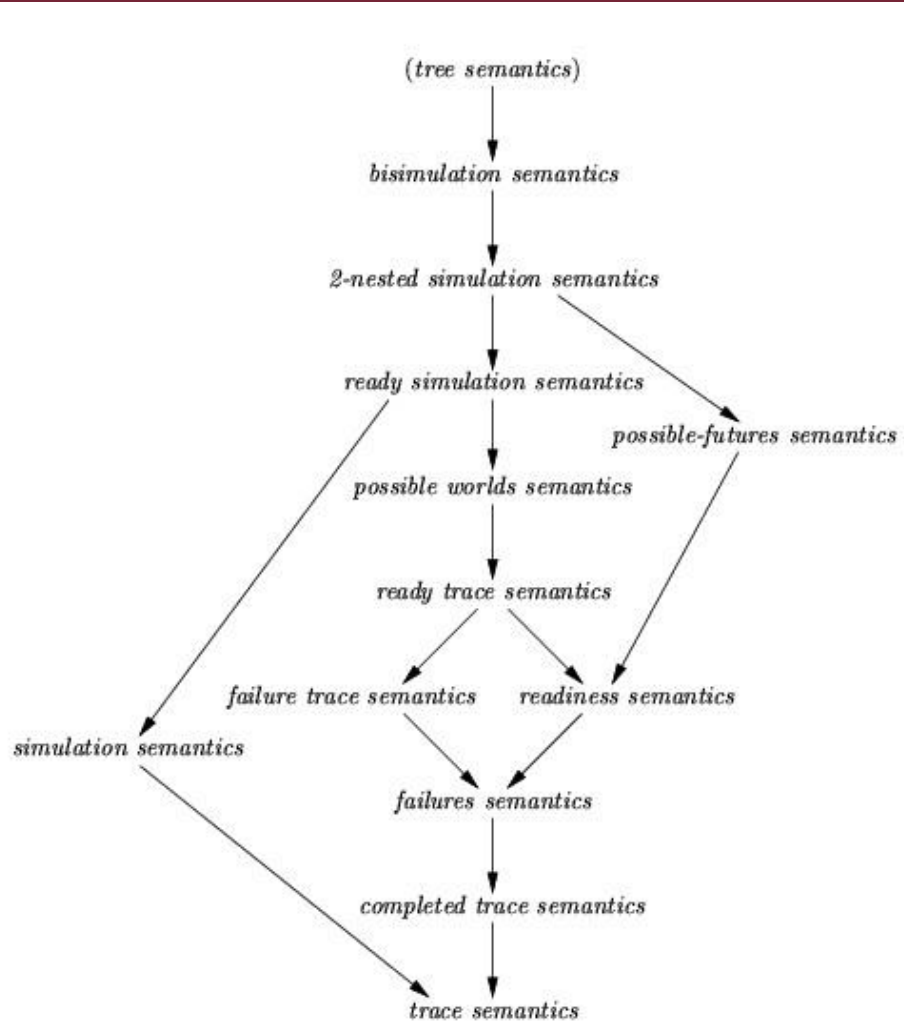 (tree semantics)
bisimulation semantics
2-nested simulation semantics
ready simulation semantics
possible-futures semantics
possible worlds semantics
ready trace semantics
failure trace semantics
readiness semantics
simulation semantics
failures semantics
completed trace semantics
trace semantics